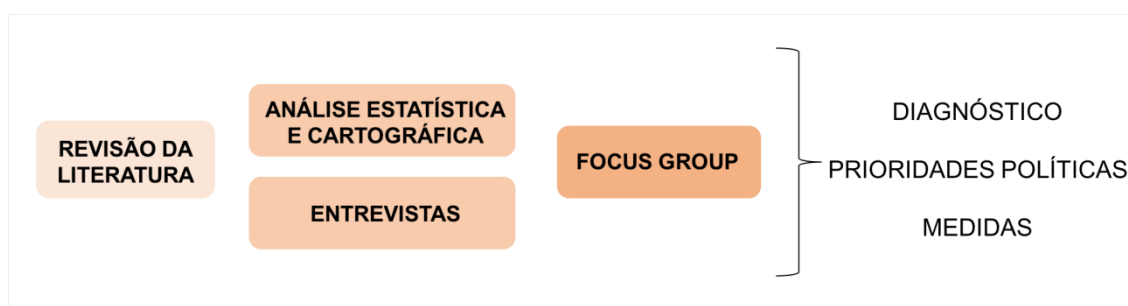 REVISÃO DA
LITERATURA
ANÁLISE ESTATÍSTICA
E CARTOGRÁFICA
ENTREVISTAS
FOCUS GROUP
DIAGNÓSTICO
PRIORIDADES POLÍTICAS
MEDIDAS